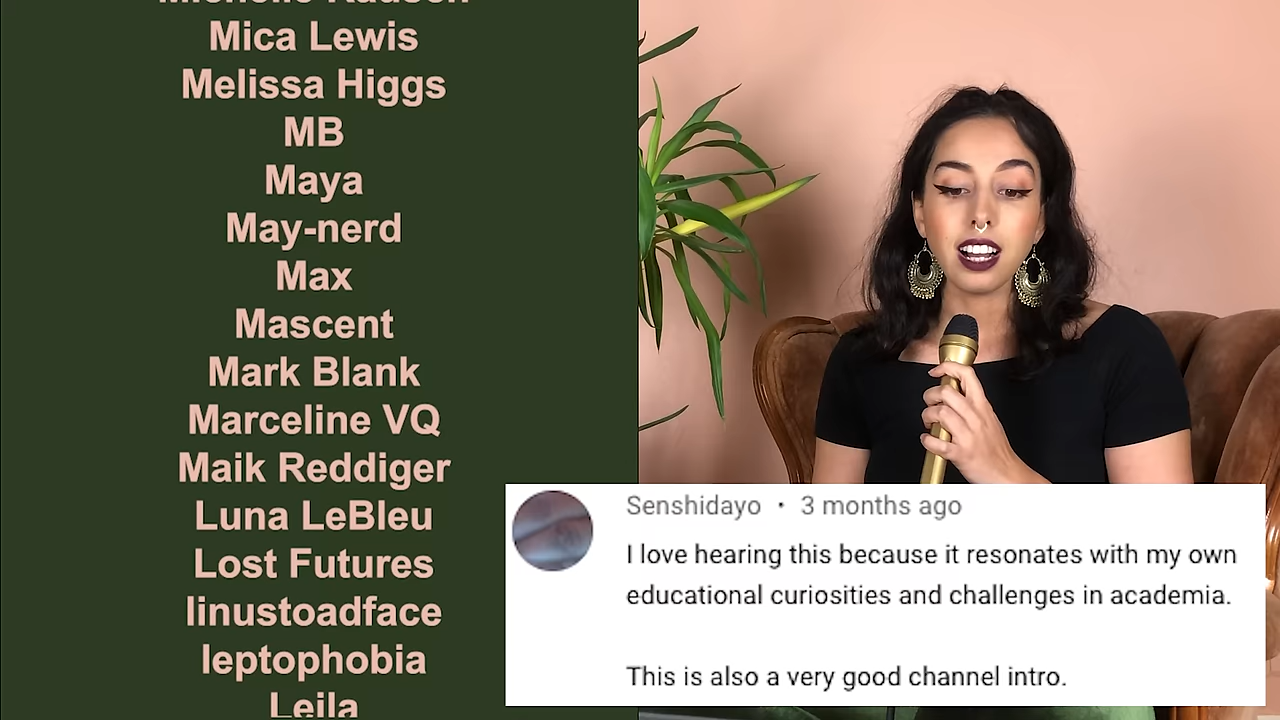 Mica Lewis
Melissa Higgs
MB
Maya
May-nerd
Max
Mascent
Mark Blank
Marceline VQ
Maik Reddiger
Luna LeBleu
Lost Futures
linustoadface
leptophobia
Leila
Senshidayo · 3 months ago
I love hearing this because it resonates with my own
educational curiosities and challenges in academia.
This is also a very good channel intro.